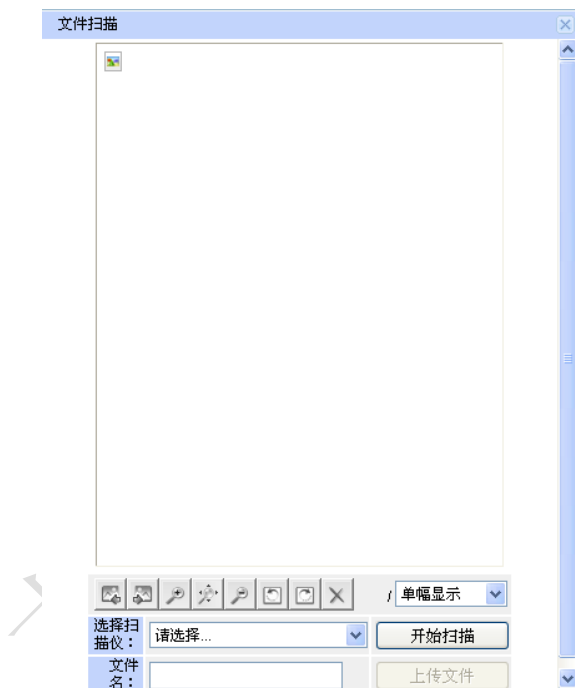 文件扫描
/ 单幅显示
选择扫
描仪：
请选择...
开始扫描
文件
名：
上传文件